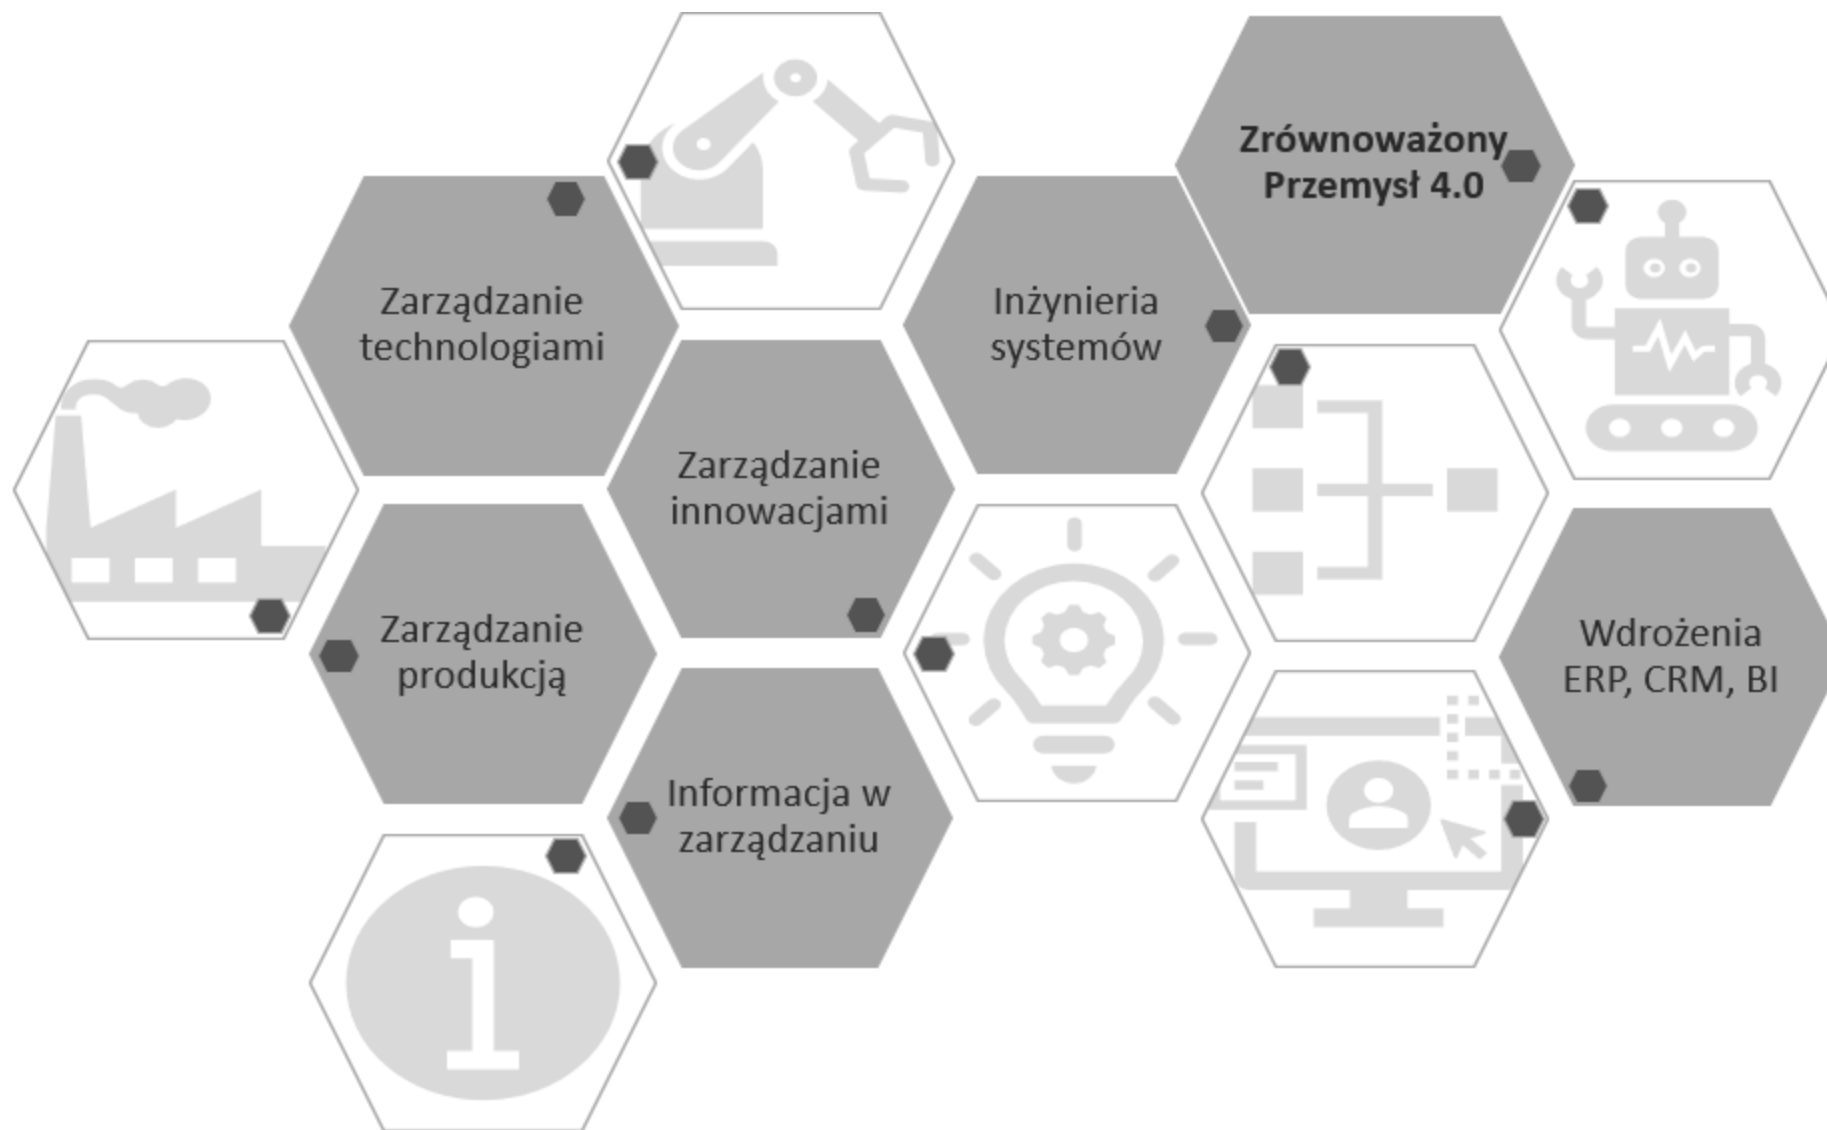 Zrównoważony
Przemysł 4.0
Zarządzanie
technologiami
Inżynieria
systemów
Zarządzanie
innowacjami
Zarządzanie
produkcją
Wdrożenia
ERP, CRM, BI
Informacja w
zarządzaniu